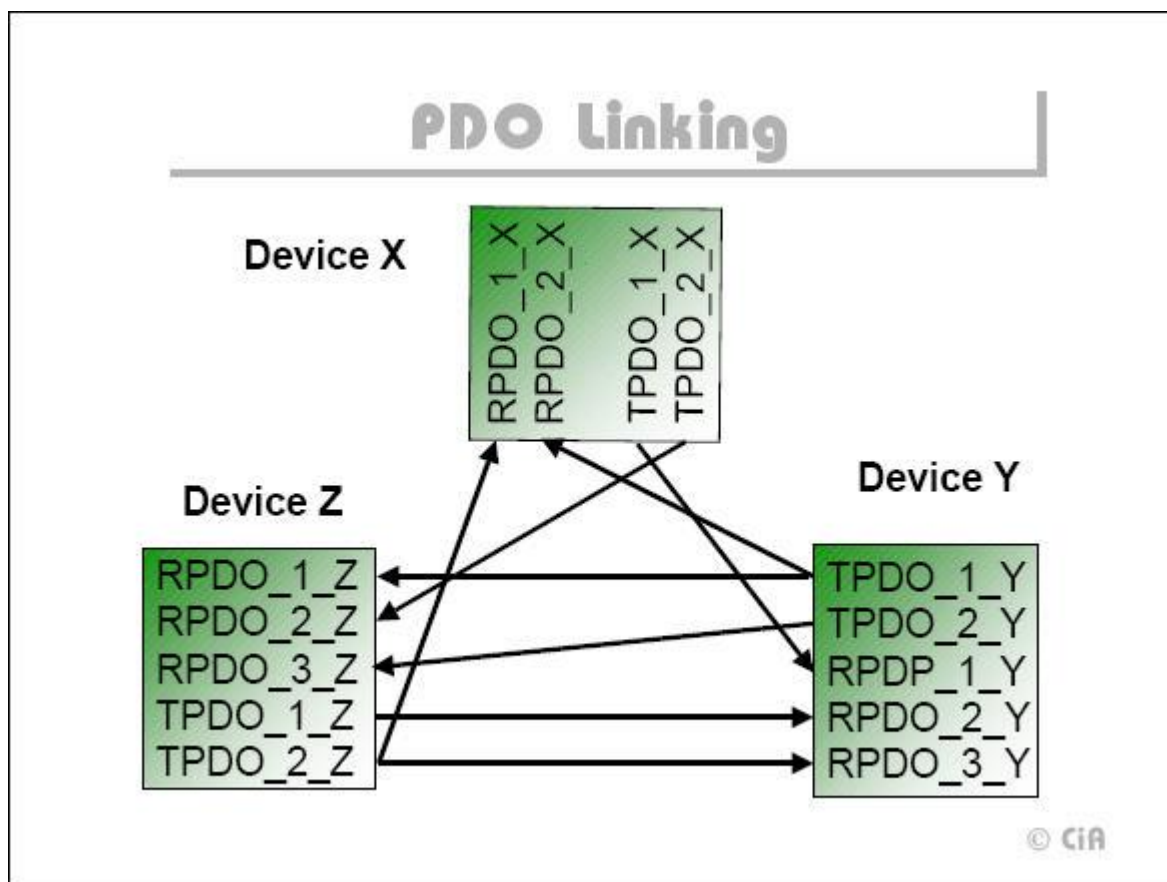 PDO Linking
Device X
RPDO_1_X
RPDO_2_X
TPDO_1_X
TPDO_2_X
Device Z
RPDO_1_Z
RPDO_2_Z
RPDO_3_Z
TPDO_1_Z
TPDO_2_Z
Device Y
TPDO_1_Y
TPDO_2_Y
RPDP_1_Y
RPDO_2_Y
RPDO_3_Y
© CiA